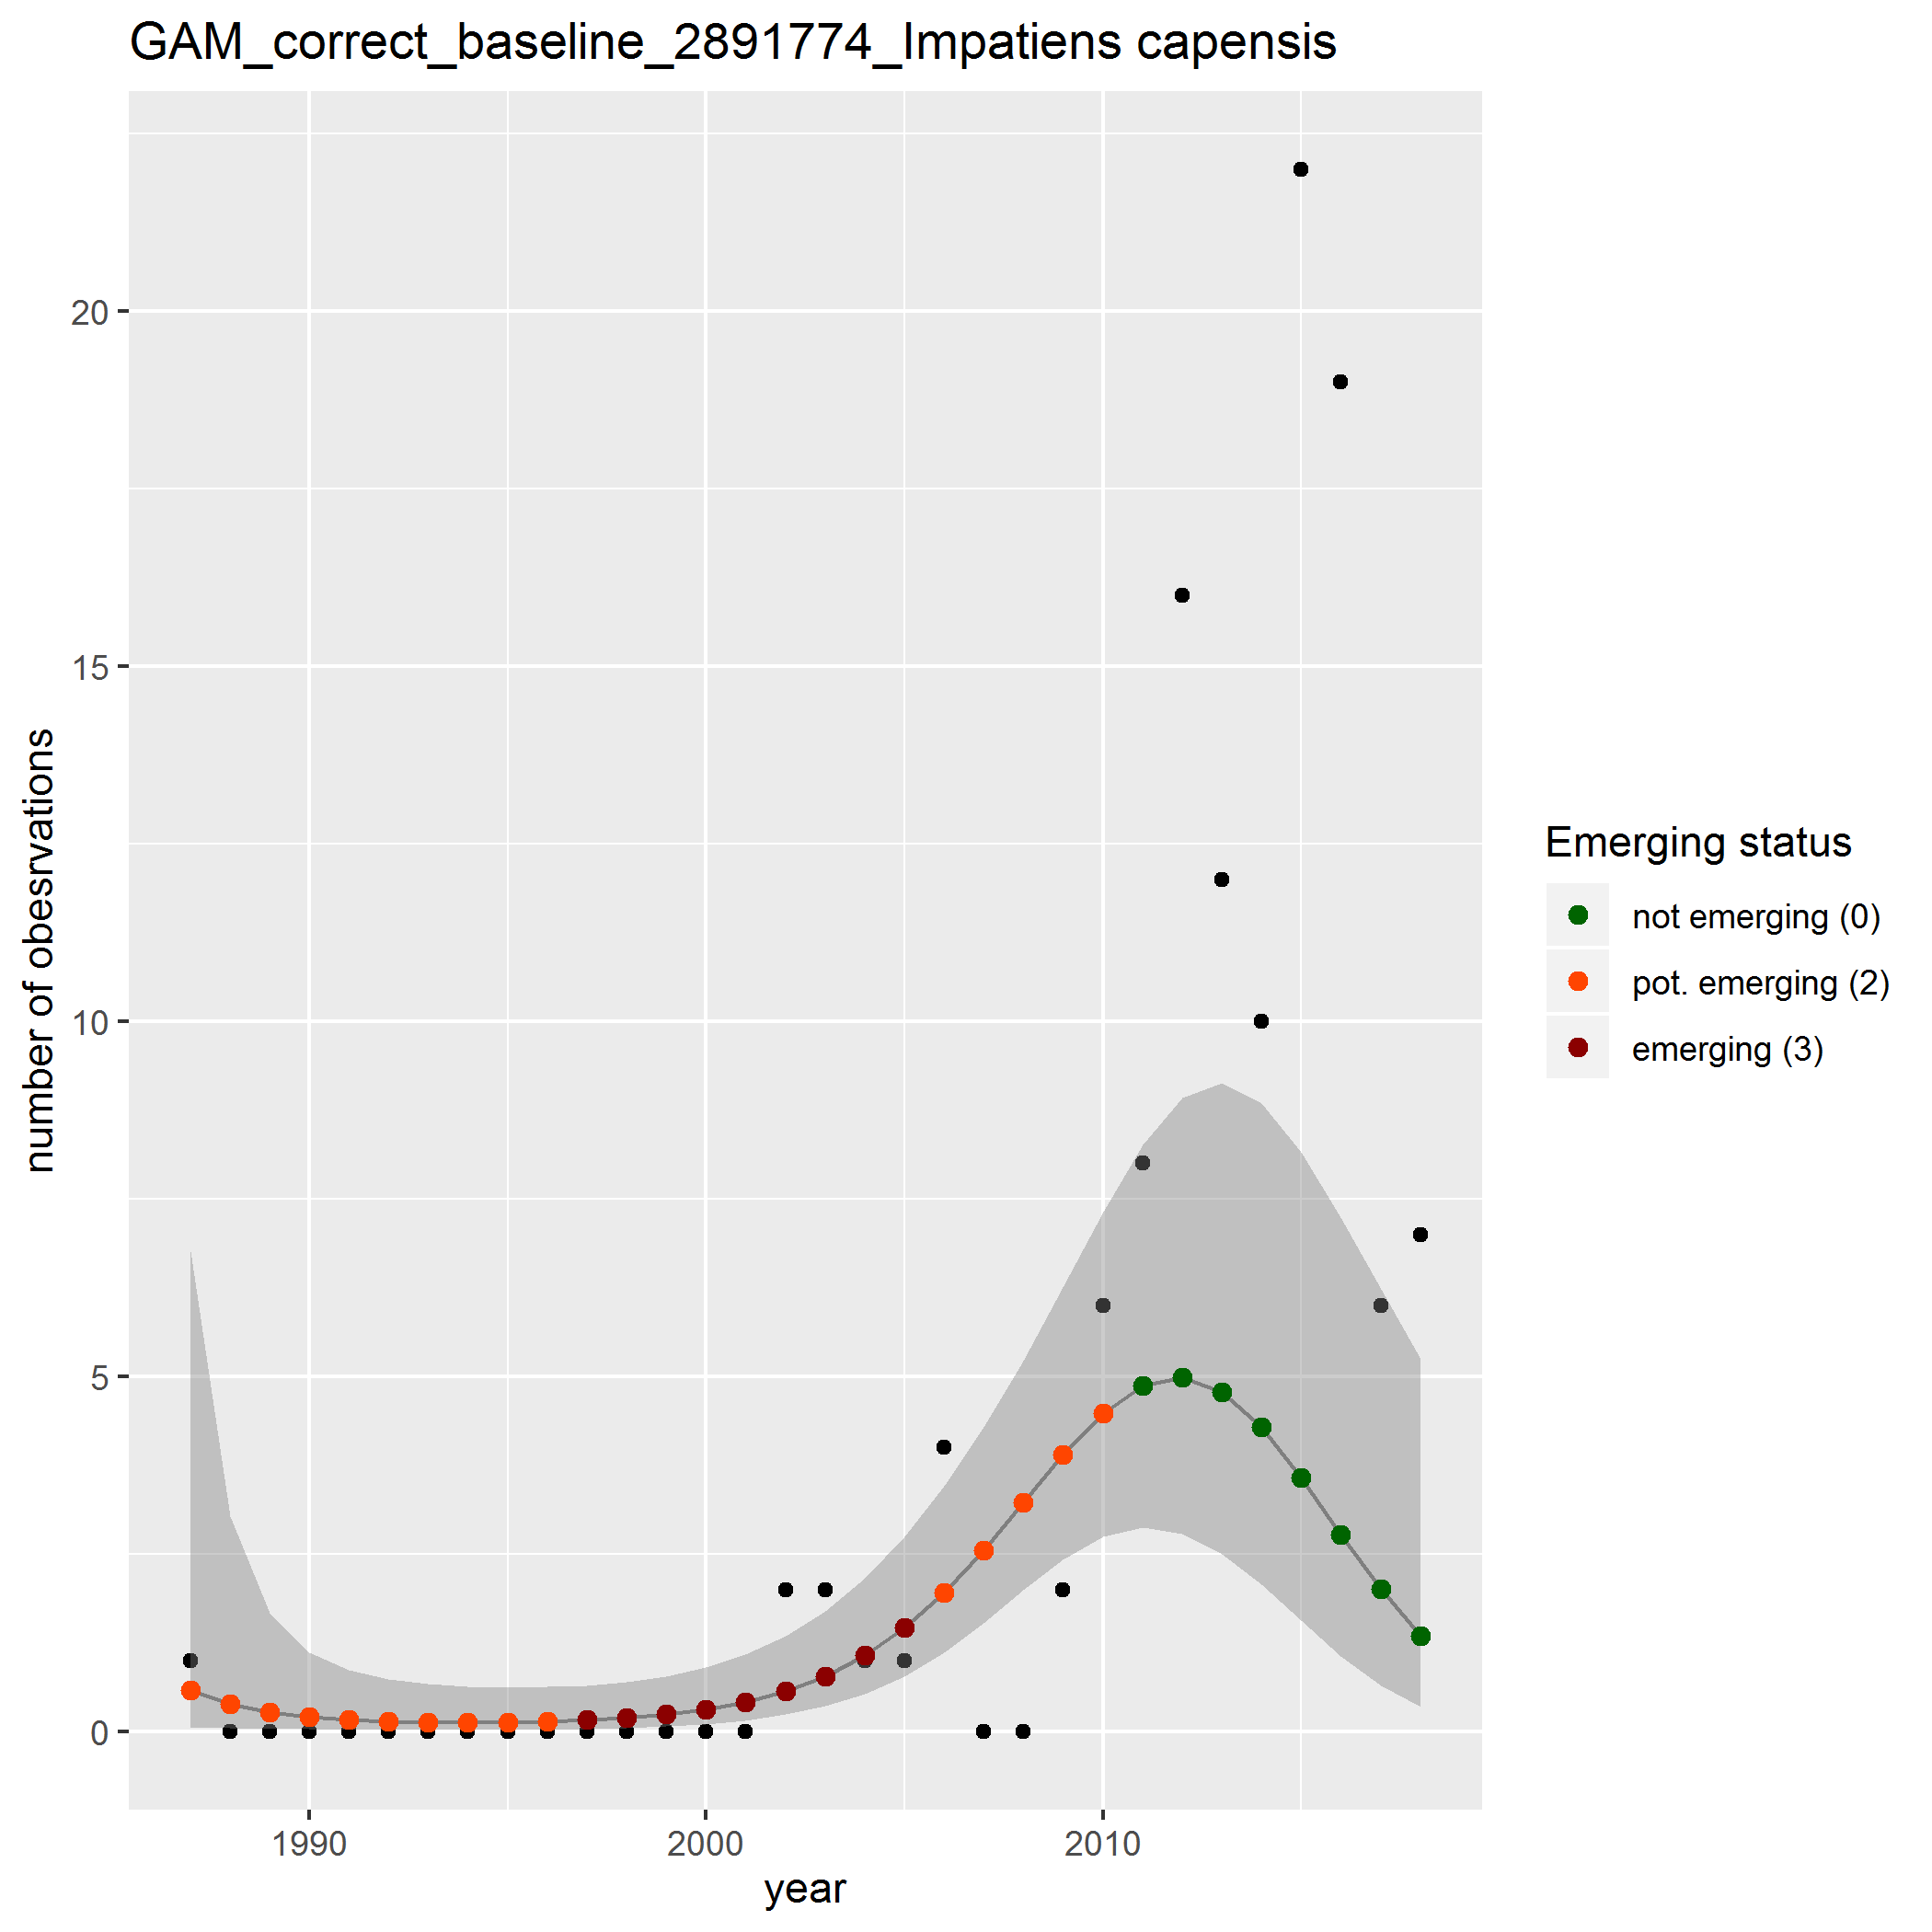 GAM_correct_baseline_2891774_Impatiens capensis
20
15
10
5
0
number of obesrvations
1990 2000 2010
year
Emerging status
not emerging (0)
pot. emerging (2)
emerging (3)